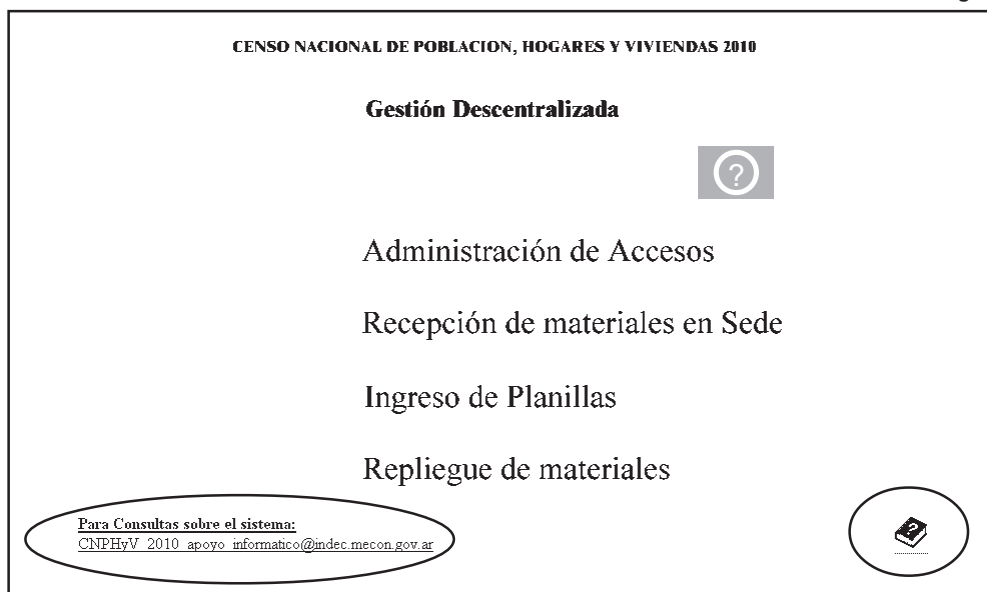 CENSO NACIONAL DE POBLACION, HOGARES Y VIVIENDAS 2010
Gestión Descentralizada
?
Administración de Accesos
Recepción de materiales en Sede
Ingreso de Planillas
Repliegue de materiales
Para Consultas sobre el sistema:
CNPHyV_2010_apoyo_informatico@indec.mecon.gov.ar
?